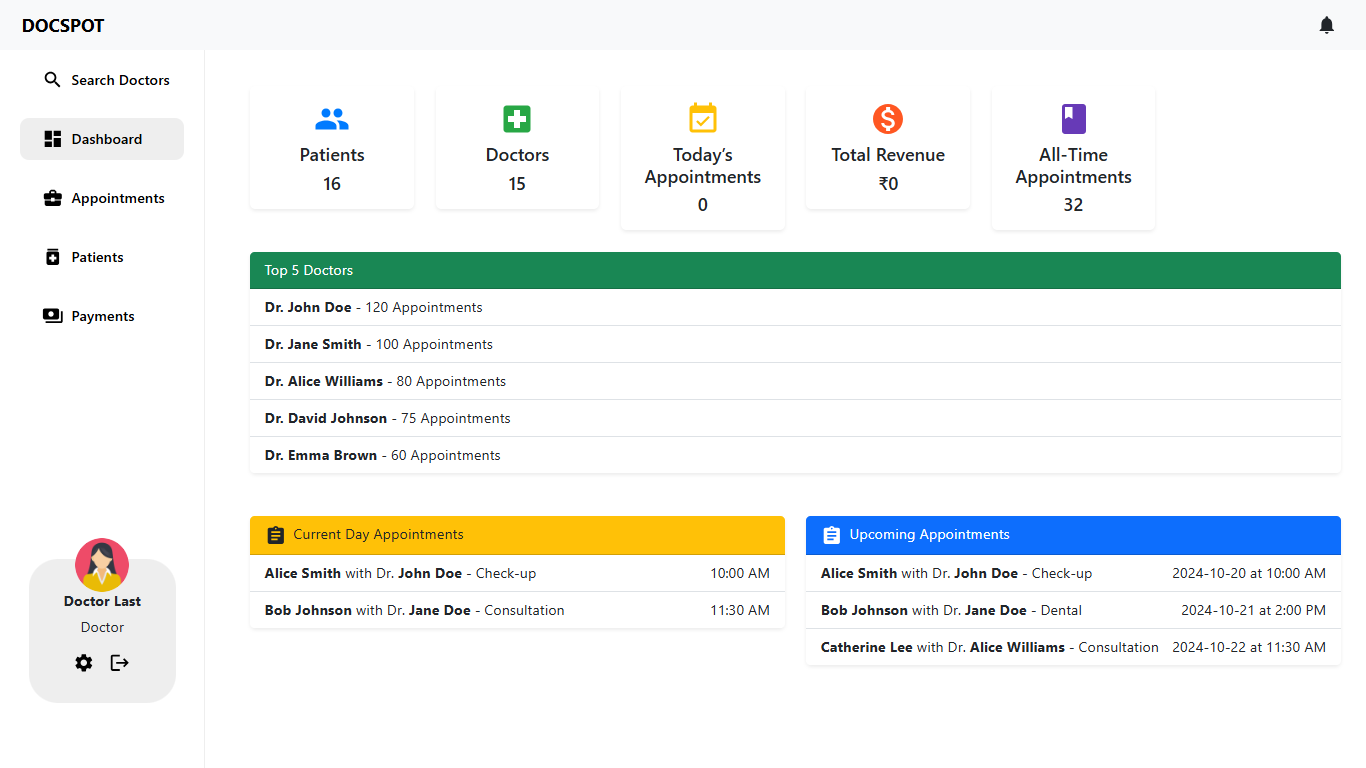 DOCSPOT
Search Doctors
Dashboard
Appointments
Patients
Payments
Doctor Last
Doctor
Patients
16
Doctors
15
Today’s
Appointments
0
Total Revenue
₹0
All-Time
Appointments
32
Top 5 Doctors
Dr. John Doe - 120 Appointments
Dr. Jane Smith - 100 Appointments
Dr. Alice Williams - 80 Appointments
Dr. David Johnson - 75 Appointments
Dr. Emma Brown - 60 Appointments
Current Day Appointments
Alice Smith with Dr. John Doe - Check-up 10:00 AM
Bob Johnson with Dr. Jane Doe - Consultation 11:30 AM
Upcoming Appointments
Alice Smith with Dr. John Doe - Check-up 2024-10-20 at 10:00 AM
Bob Johnson with Dr. Jane Doe - Dental 2024-10-21 at 2:00 PM
Catherine Lee with Dr. Alice Williams - Consultation 2024-10-22 at 11:30 AM